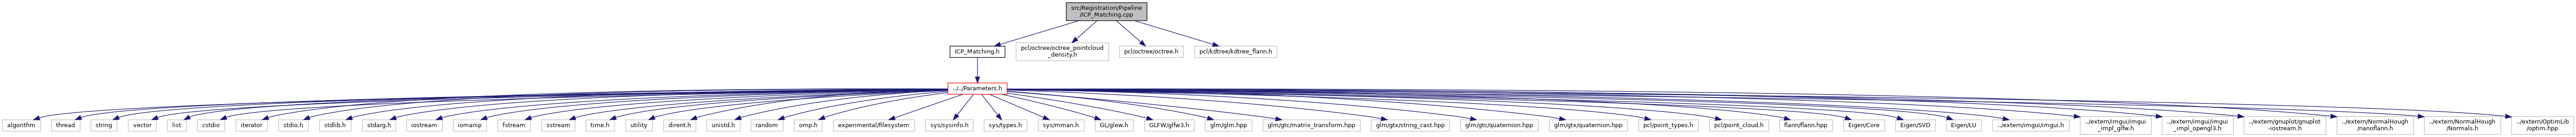 src/Registration/Pipeline
/ICP_Matching.cpp
ICP_Matching.h
pcl/octree/octree_pointcloud
_density.h
pcl/octree/octree.h
pcl/kdtree/kdtree_flann.h
../../Parameters.h
algorithm
thread
string
vector
list
cstdio
iterator
stdio.h
stdlib.h
stdarg.h
iostream
iomanip
fstream
sstream
time.h
utility
dirent.h
unistd.h
random
omp.h
experimental/filesystem
sys/sysinfo.h
sys/types.h
sys/mman.h
GL/glew.h
GLFW/glfw3.h
glm/glm.hpp
glm/gtc/matrix_transform.hpp
glm/gtx/string_cast.hpp
glm/gtc/quaternion.hpp
glm/gtx/quaternion.hpp
pcl/point_types.h
pcl/point_cloud.h
flann/flann.hpp
Eigen/Core
Eigen/SVD
Eigen/LU
../extern/imgui/imgui.h
../extern/imgui/imgui
_impl_glfw.h
../extern/imgui/imgui
_impl_opengl3.h
../extern/gnuplot/gnuplot
-iostream.h
../extern/NormalHough
/nanoflann.h
../extern/NormalHough
/Normals.h
../extern/OptimLib
/optim.hpp